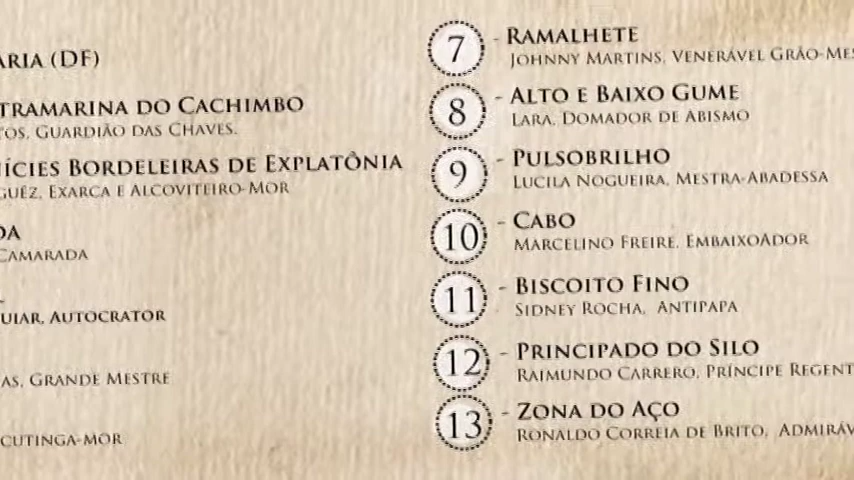 ARIA (DF)
TRAMARINA DO CACHIMBO
TOS, GUARDIÃO DAS CHAVES.
ÍCIES BORDELEIRAS DE EXPLATÔNIA
GUÉZ, EXARCA E ALCOVITEIRO-MOR
DA
CAMARADA
UIAR, AUTOCRATOR
AS, GRANDE MESTRE
CUTINGA-MOR
7 - RAMALHETE
JOHNNY MARTINS, VENERÁVEL GRÃO-MES
8 - ALTO E BAIXO GUME
LARA, DOMADOR DE ABISMO
9 - PULSOBRILHO
LUCILA NOGUEIRA, MESTRA-ABADESSA
10 - CABO
MARCELINO FREIRE, EMBAIXOADOR
11 - BISCOITO FINO
SIDNEY ROCHA, ANTIPAPA
12 - PRINCIPADO DO SILO
RAIMUNDO CARRERO, PRÍNCIPE REGENT
13 - ZONA DO AÇO
RONALDO CORREIA DE BRITO, ADMIRÁV